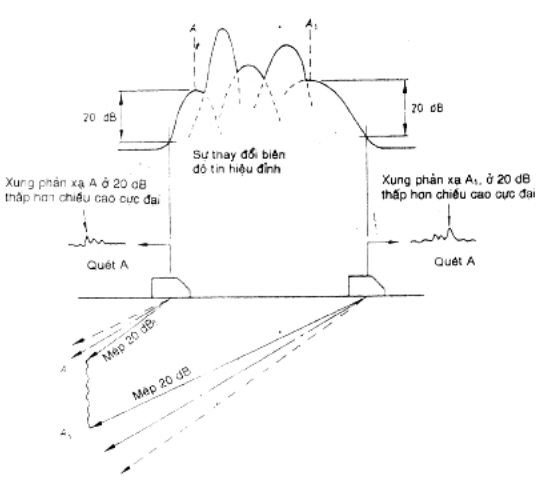 A
A₁
20 dB
20 dB
Sự thay đổi biên
độ tin hiệu đỉnh
Xung phản xạ A ở 20 dB
thấp hơn chiều cao cực đại
Xung phản xạ A₁, ở 20 dB
thấp hơn chiều cao cực đại
Quét A
Quét A
Mép 20 dB
Mép 20 dB
A
A₁